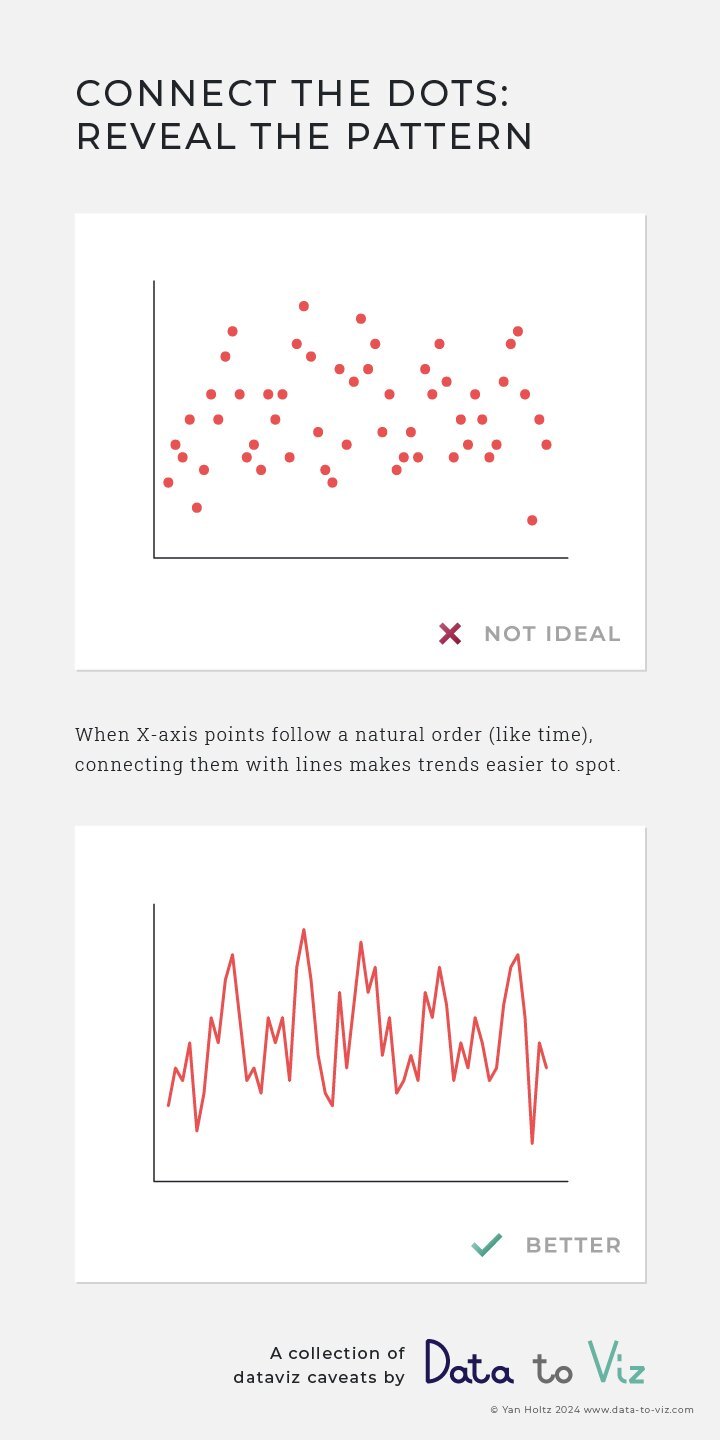 CONNECT THE DOTS:
REVEAL THE PATTERN
NOT IDEAL
When X-axis points follow a natural order (like time),
connecting them with lines makes trends easier to spot.
BETTER
A collection of
dataviz caveats by
Data to Viz
© Yan Holtz 2024 www.data-to-viz.com